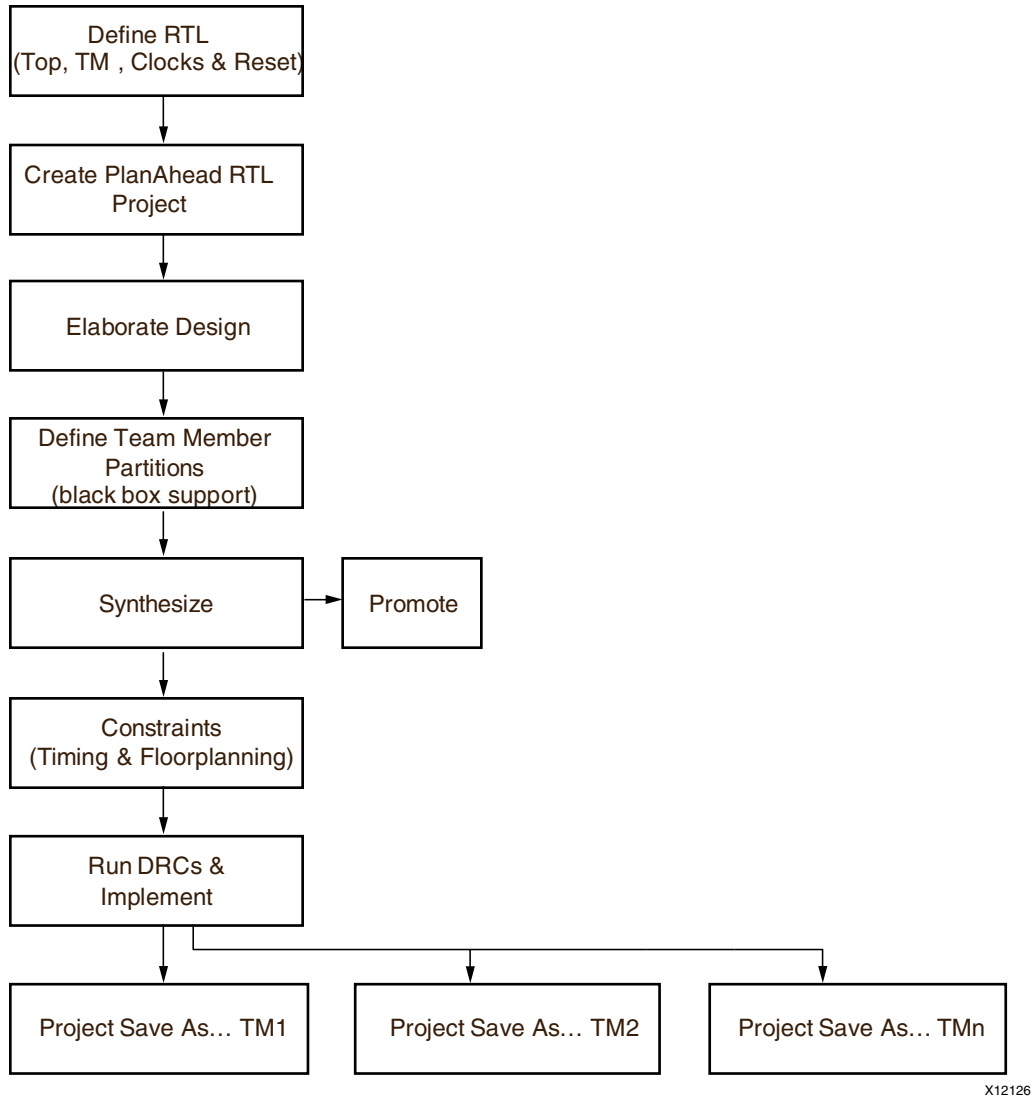 Define RTL
(Top, TM , Clocks & Reset)
Create PlanAhead RTL
Project
Elaborate Design
Define Team Member
Partitions
(black box support)
Synthesize
Promote
Constraints
(Timing & Floorplanning)
Run DRCs &
Implement
Project Save As... TM1
Project Save As... TM2
Project Save As... TMn
X12126